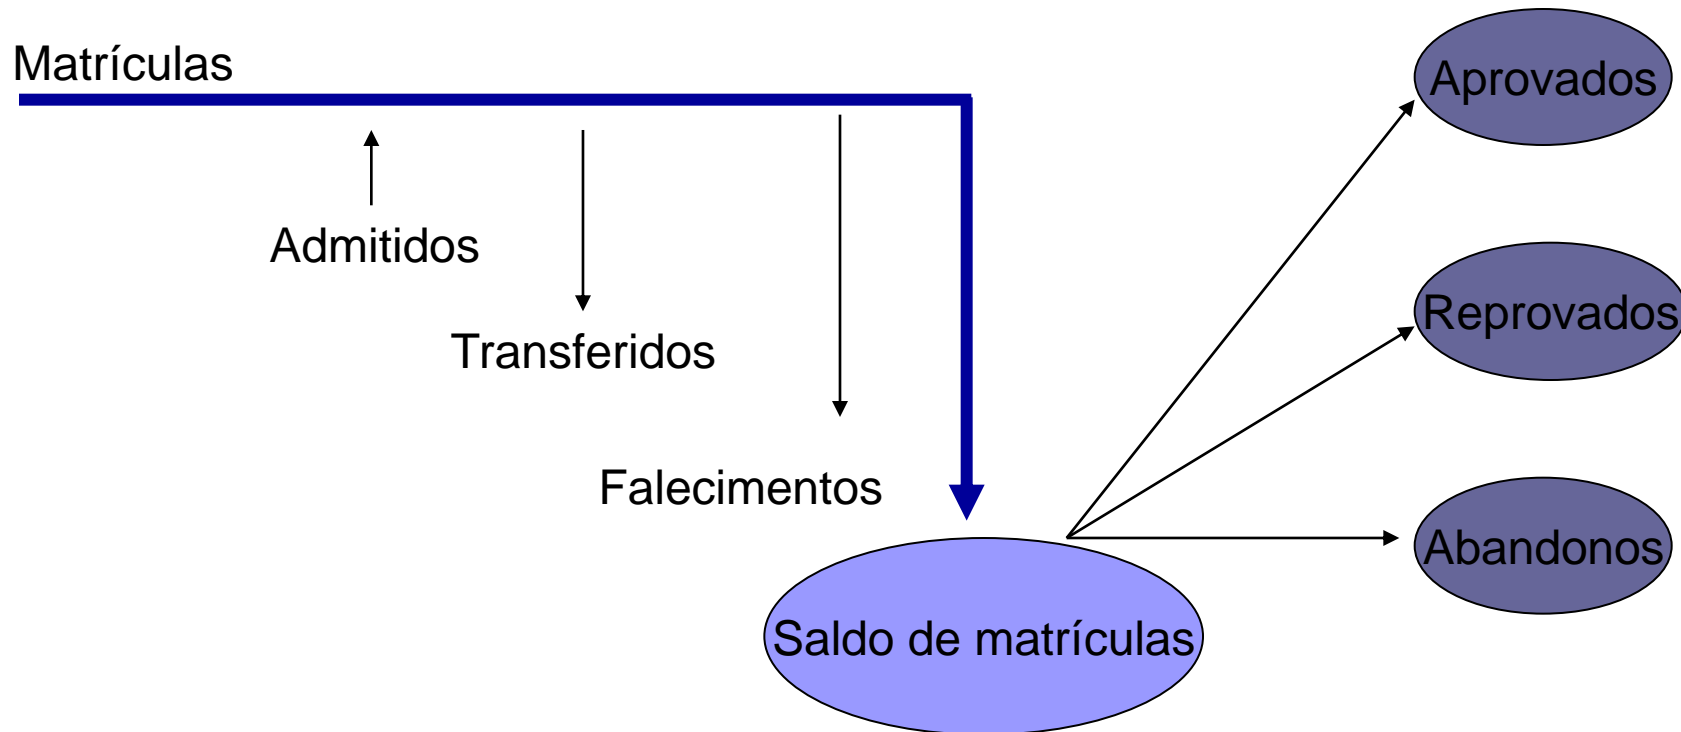 Matrículas
Aprovados
Admitidos
Reprovados
Transferidos
Falecimentos
Abandonos
Saldo de matrículas